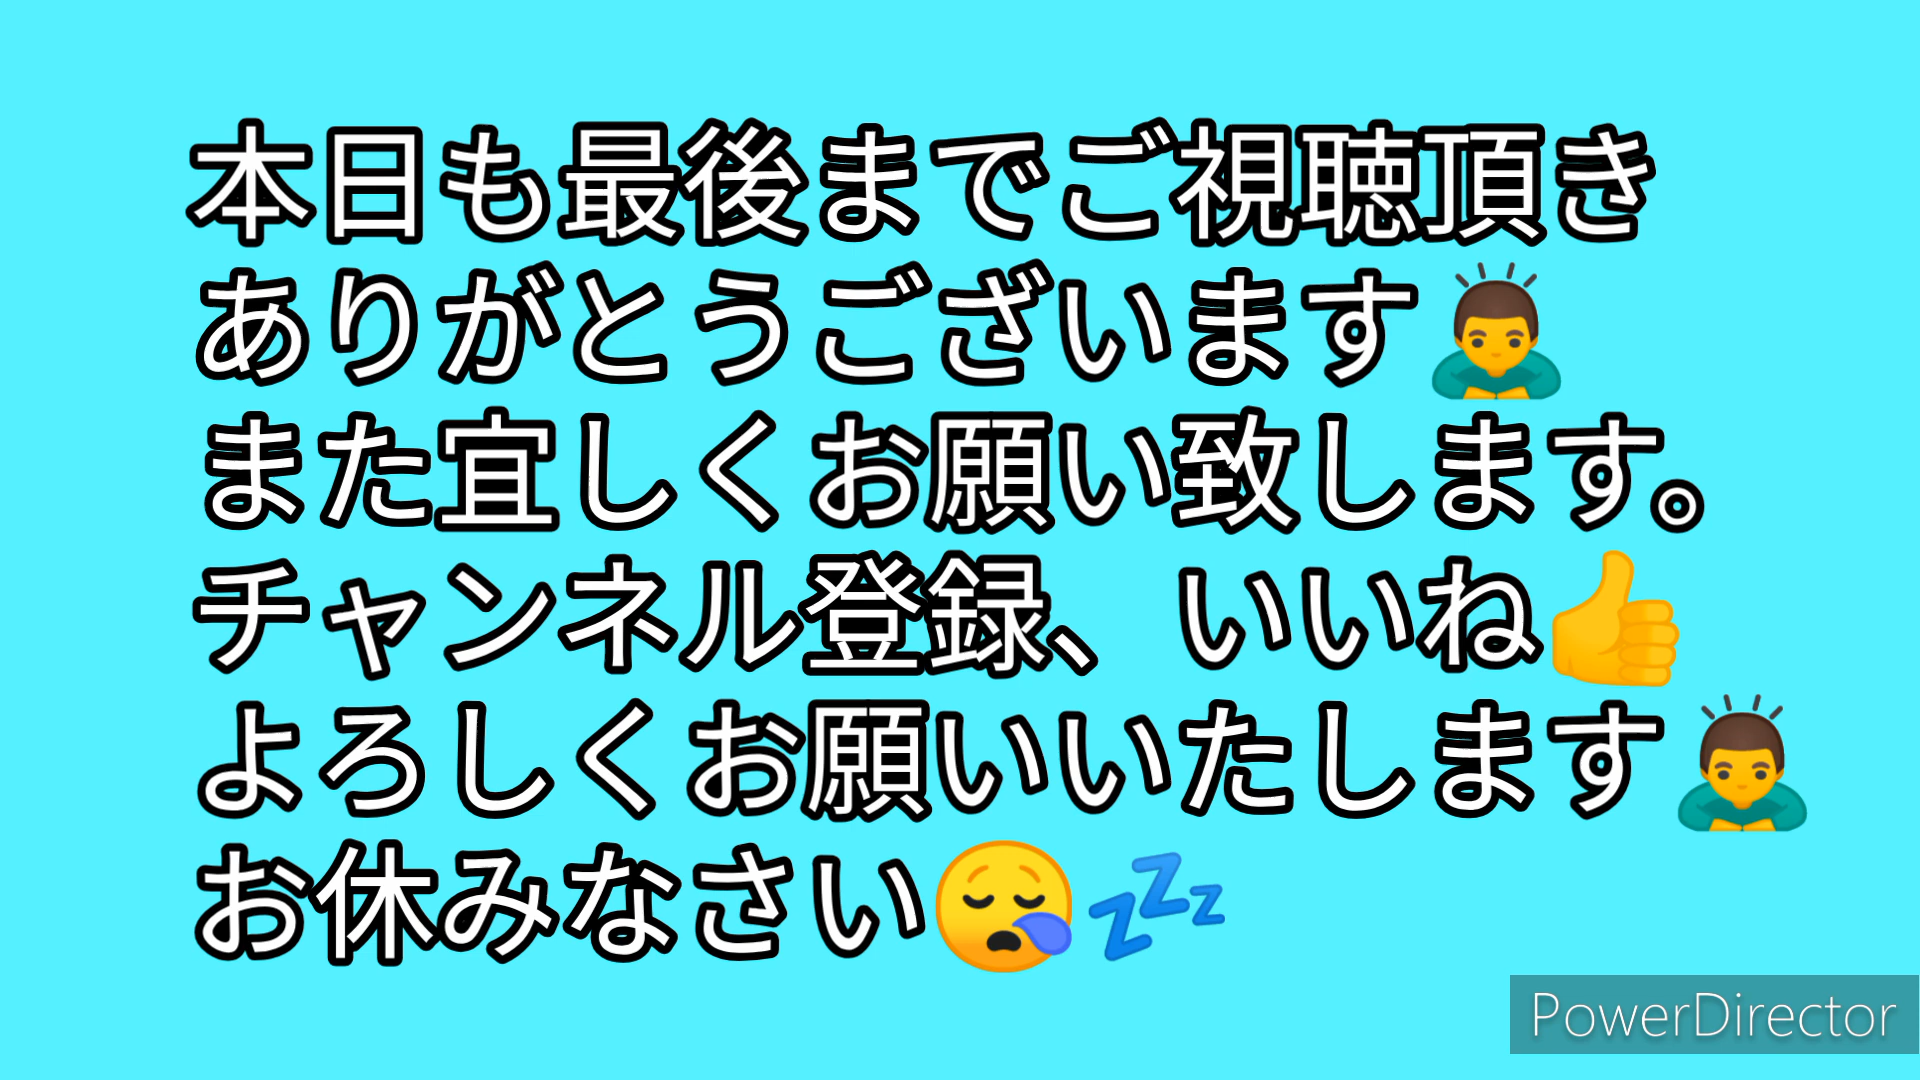 本日も最後までご視聴頂き
ありがとうございます🙇‍♂️
また宜しくお願い致します。
チャンネル登録、いいね👍
よろしくお願いいたします🙇‍♂️
お休みなさい😪💤
PowerDirector